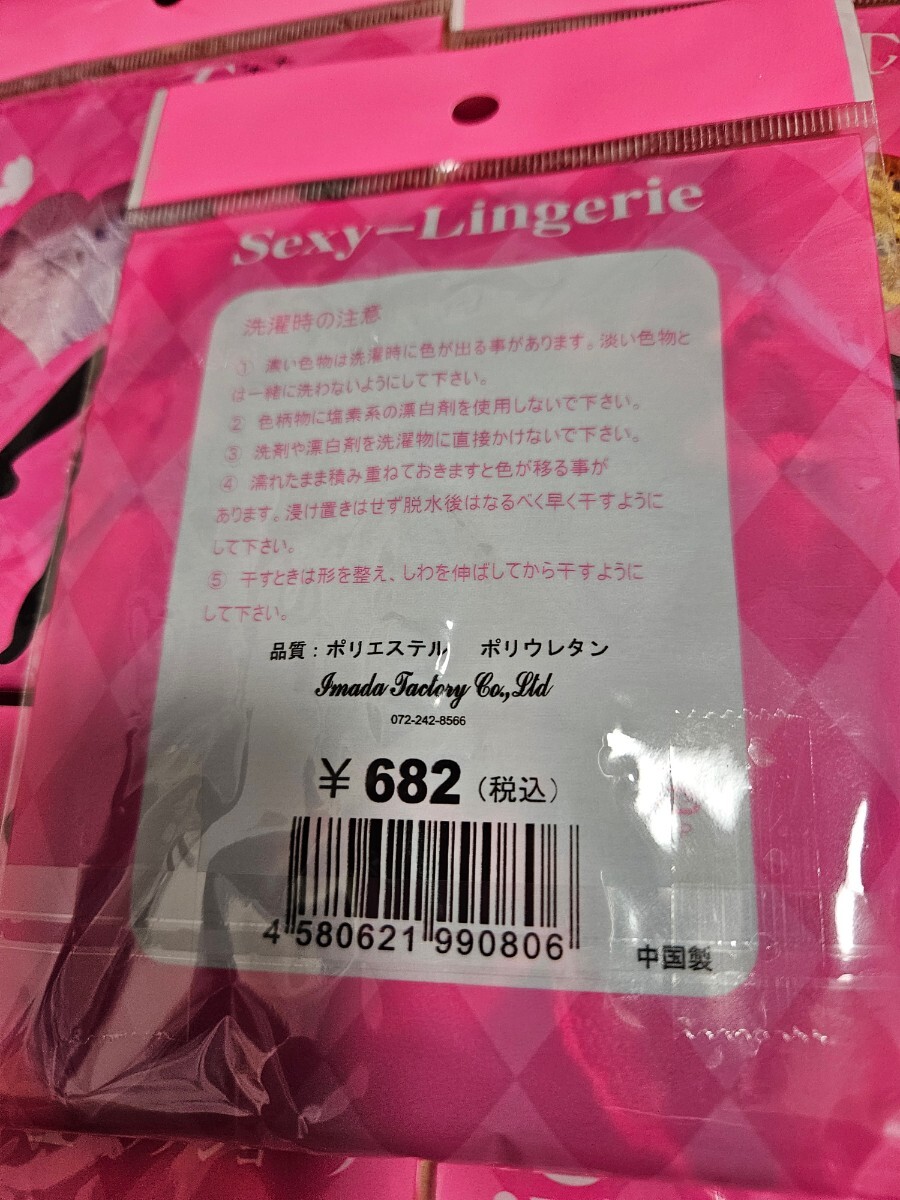 Sexy-Lingerie
洗濯時の注意
① 濃い色物は洗濯時に色が出る事があります。淡い色物と
は一緒に洗わないようにして下さい。
② 色柄物に塩素系の漂白剤を使用しないで下さい。
③ 洗剤や漂白剤を洗濯物に直接かけないで下さい。
④ 濡れたまま積み重ねておきますと色が移る事が
あります。浸け置きはせず脱水後はなるべく早く干すように
して下さい。
⑤ 干すときは形を整え、しわを伸ばしてから干すように
して下さい。
品質:ポリエステル ポリウレタン
Imada Factory Co.,Ltd
072-242-8566
¥ 682 (税込)
4 580621 990806
中国製